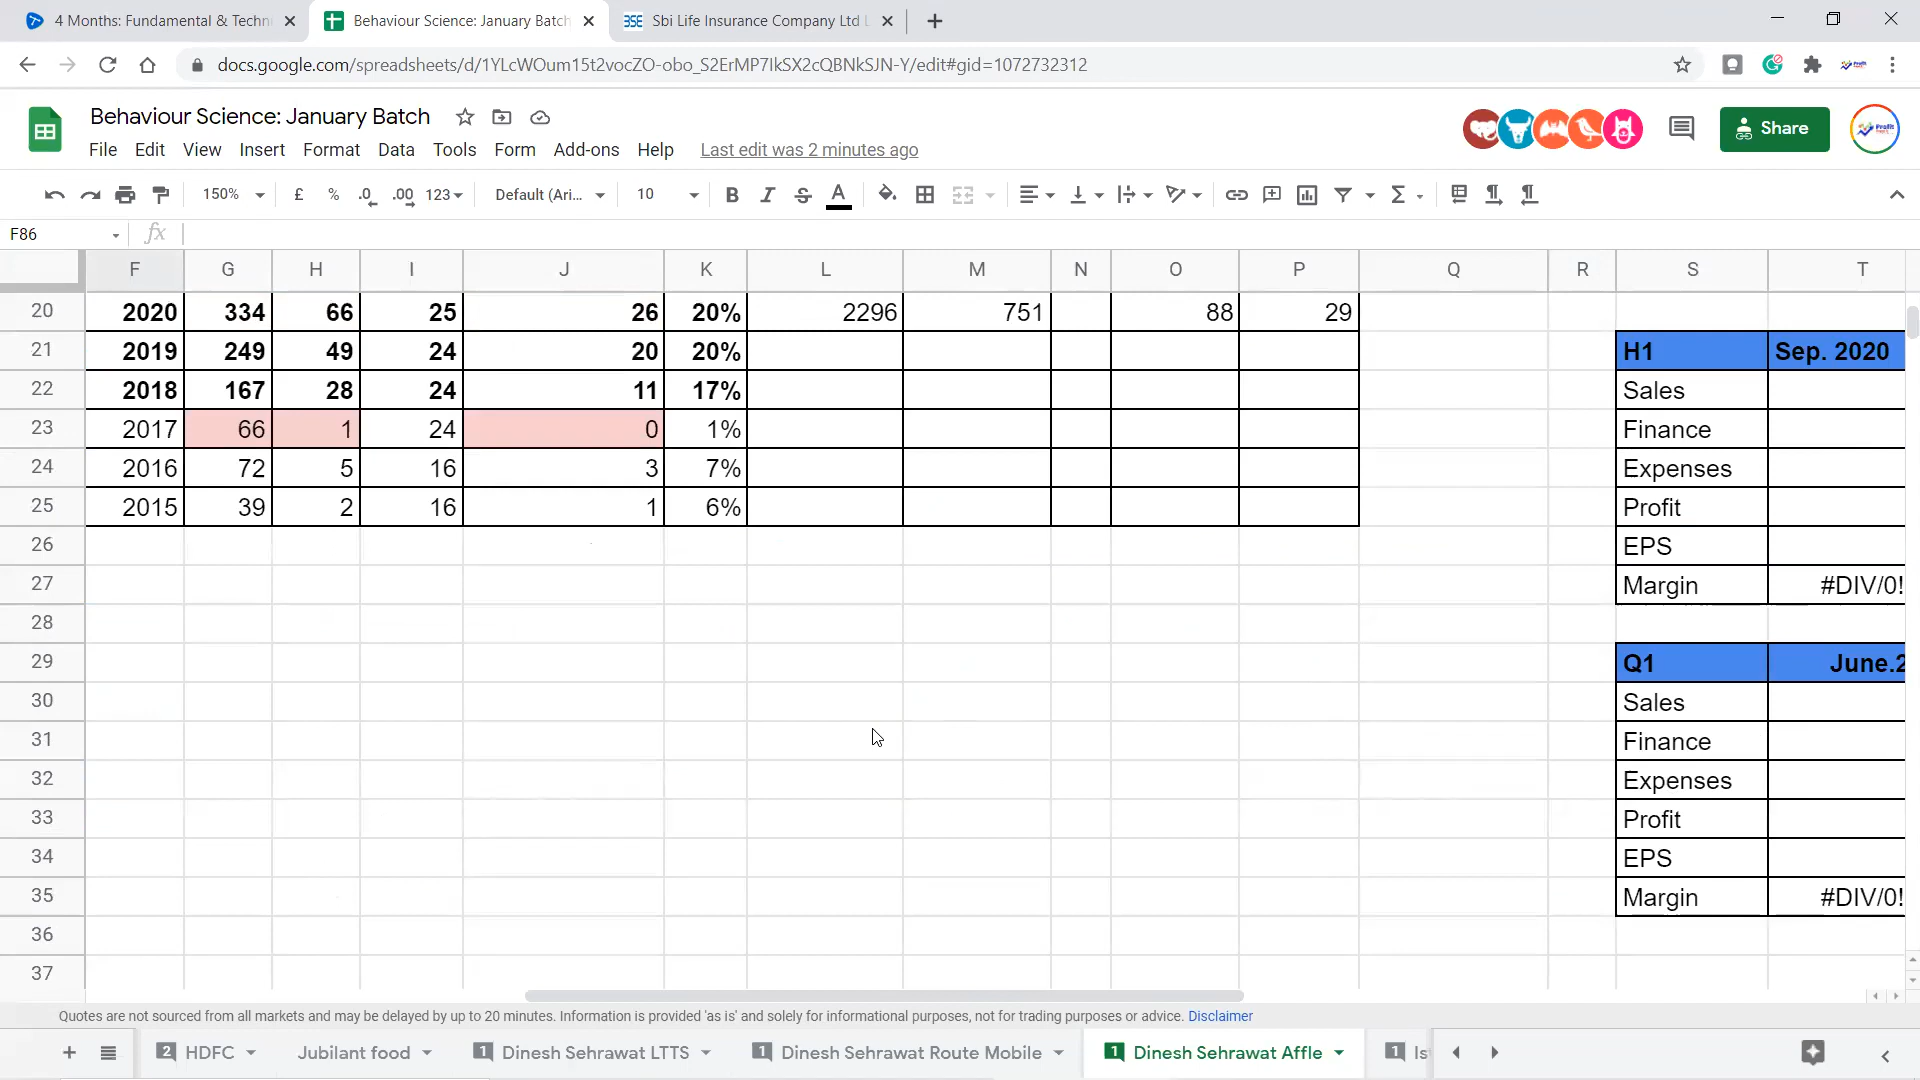 4 Months: Fundamental & Techni
Behaviour Science: January Batch
BSE Sbi Life Insurance Company Ltd L
docs.google.com/spreadsheets/d/1YLcWOum15t2vocZO-obo_S2ErMP7IkSX2cQBNkSJN-Y/edit#gid=1072732312
Behaviour Science: January Batch
Share
File Edit View Insert Format Data Tools Form Add-ons Help Last edit was 2 minutes ago
150% £ % .0 .00 123 Default (Ari... 10 B I S A
F86 fx
F G H I J K L M N O P Q R S T
20 2020 334 66 25 26 20% 2296 751 88 29
21 2019 249 49 24 20 20% H1 Sep. 2020
22 2018 167 28 24 11 17% Sales
23 2017 66 1 24 0 1% Finance
24 2016 72 5 16 3 7% Expenses
25 2015 39 2 16 1 6% Profit
26 EPS
27 Margin #DIV/0!
28
29 Q1 June.2
30 Sales
31 Finance
32 Expenses
33 Profit
34 EPS
35 Margin #DIV/0!
36
37
Quotes are not sourced from all markets and may be delayed by up to 20 minutes. Information is provided 'as is' and solely for informational purposes, not for trading purposes or advice. Disclaimer
2 HDFC Jubilant food 1 Dinesh Sehrawat LTTS 1 Dinesh Sehrawat Route Mobile 1 Dinesh Sehrawat Affle 1 Is